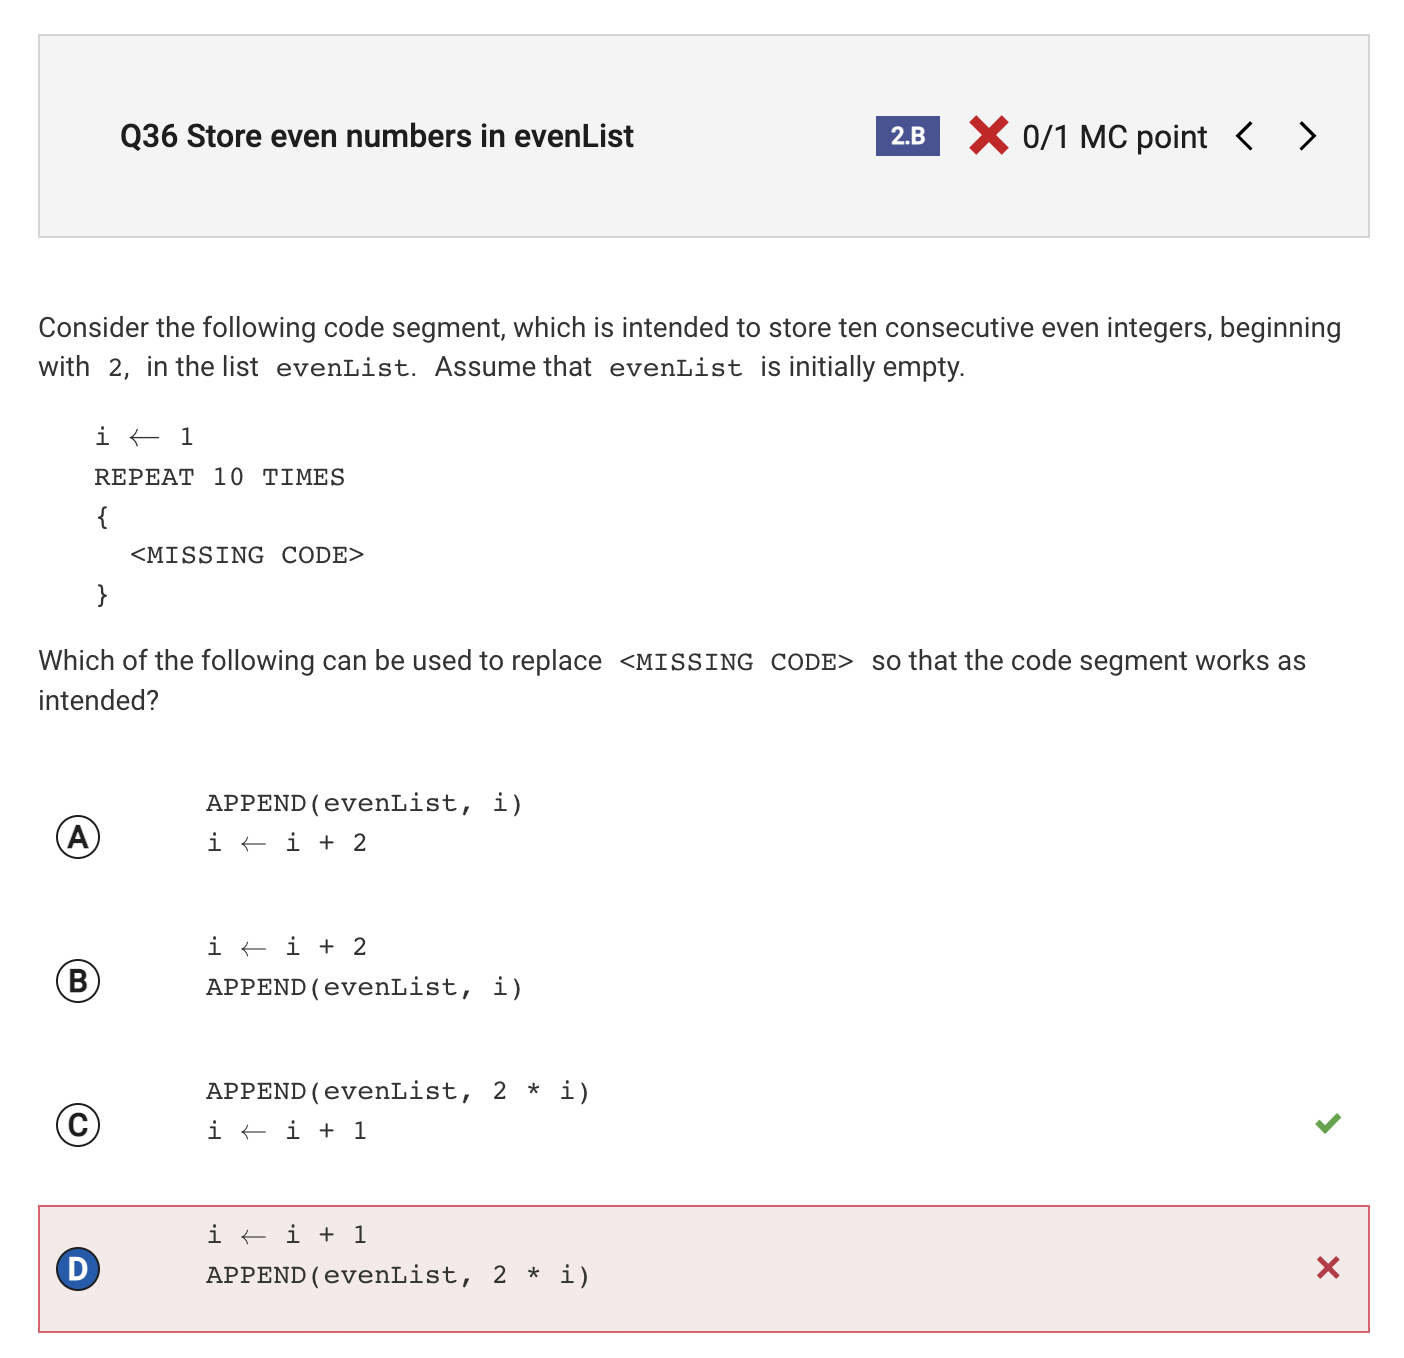 Q36 Store even numbers in evenList 2.B 0/1 MC point
Consider the following code segment, which is intended to store ten consecutive even integers, beginning
with 2, in the list evenList. Assume that evenList is initially empty.
i ← 1
REPEAT 10 TIMES
{
<MISSING CODE>
}
Which of the following can be used to replace <MISSING CODE> so that the code segment works as
intended?
A
APPEND(evenList, i)
i ← i + 2
B
i ← i + 2
APPEND(evenList, i)
C
APPEND(evenList, 2 * i)
i ← i + 1
D
i ← i + 1
APPEND(evenList, 2 * i)